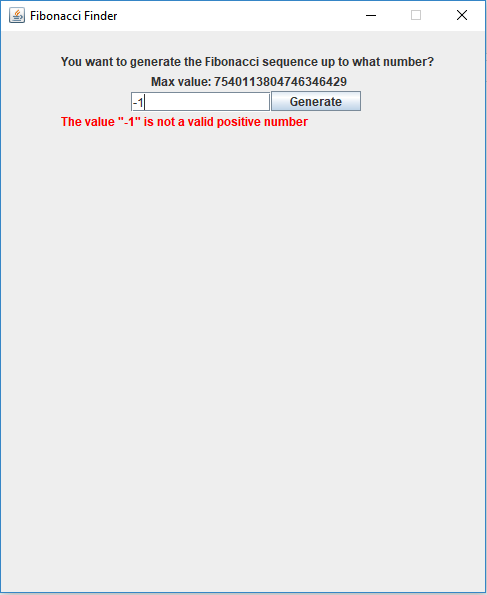 Fibonacci Finder
You want to generate the Fibonacci sequence up to what number?
Max value: 7540113804746346429
-1 Generate
The value "-1" is not a valid positive number